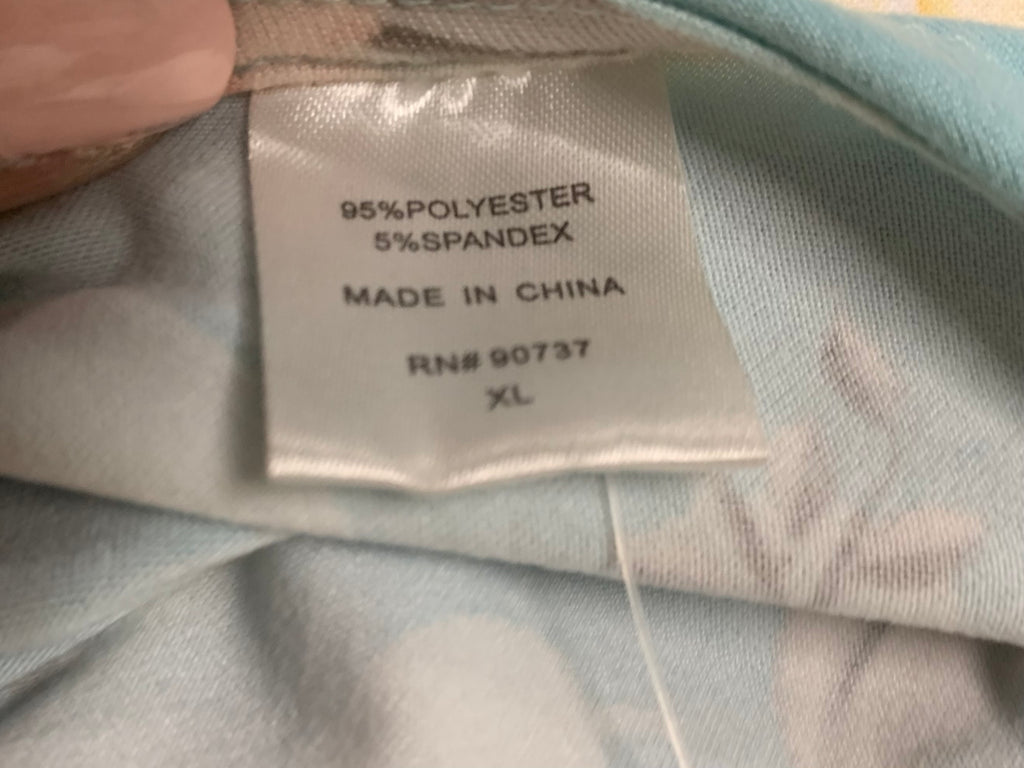 95%POLYESTER
5%SPANDEX
MADE IN CHINA
RN# 90737
XL